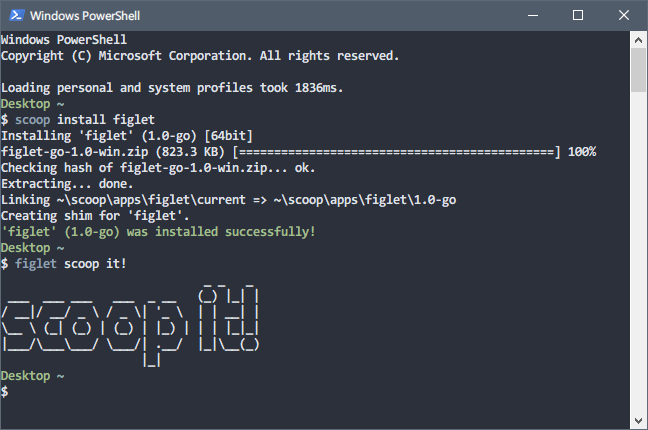 Windows PowerShell
Windows PowerShell
Copyright (C) Microsoft Corporation. All rights reserved.
Loading personal and system profiles took 1836ms.
Desktop ~
$ scoop install figlet
Installing 'figlet' (1.0-go) [64bit]
figlet-go-1.0-win.zip (823.3 KB) [=============================================] 100%
Checking hash of figlet-go-1.0-win.zip... ok.
Extracting... done.
Linking ~\scoop\apps\figlet\current => ~\scoop\apps\figlet\1.0-go
Creating shim for 'figlet'.
'figlet' (1.0-go) was installed successfully!
Desktop ~
$ figlet scoop it!
scoop it!
Desktop ~
$